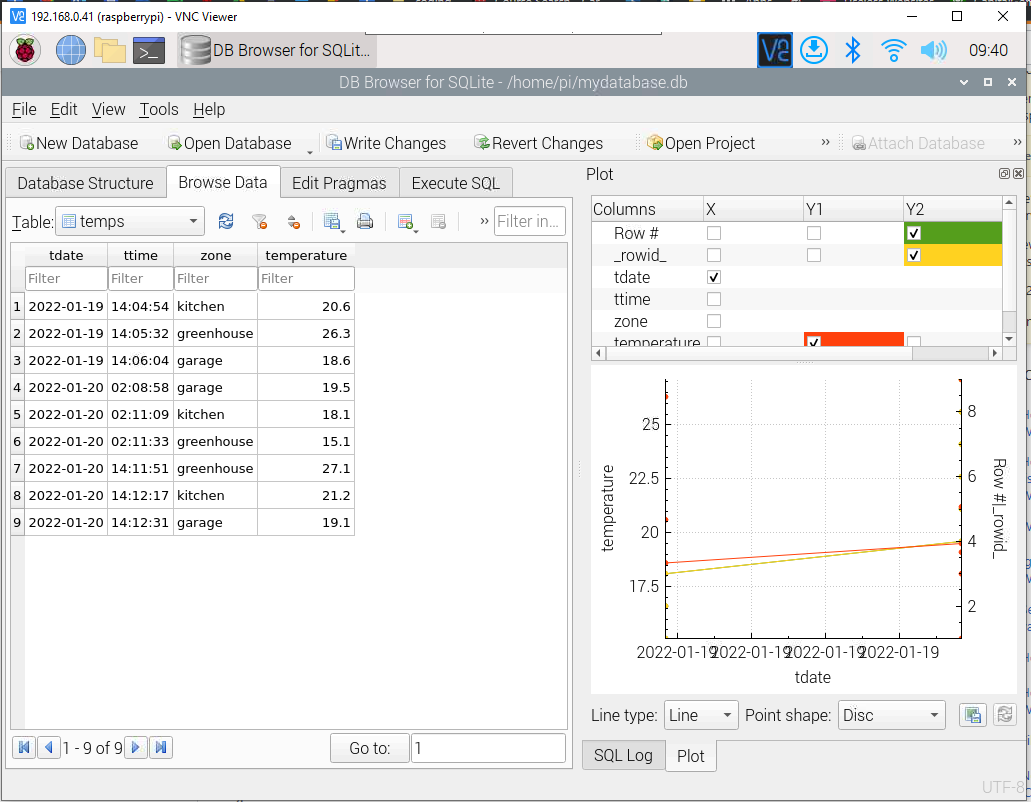 192.168.0.41 (raspberrypi) - VNC Viewer
DB Browser for SQLit...
09:40
DB Browser for SQLite - /home/pi/mydatabase.db
File Edit View Tools Help
New Database Open Database Write Changes Revert Changes Open Project » Attach Database »
Database Structure Browse Data Edit Pragmas Execute SQL
Table: temps » Filter in...
tdate ttime zone temperature
Filter Filter Filter Filter
1 2022-01-19 14:04:54 kitchen 20.6
2 2022-01-19 14:05:32 greenhouse 26.3
3 2022-01-19 14:06:04 garage 18.6
4 2022-01-20 02:08:58 garage 19.5
5 2022-01-20 02:11:09 kitchen 18.1
6 2022-01-20 02:11:33 greenhouse 15.1
7 2022-01-20 14:11:51 greenhouse 27.1
8 2022-01-20 14:12:17 kitchen 21.2
9 2022-01-20 14:12:31 garage 19.1
1 - 9 of 9 Go to: 1
Plot
Columns X Y1 Y2
Row #
_rowid_
tdate
ttime
zone
temperature
25
22.5
20
17.5
temperature
8
6
4
2
Row #|_rowid_
2022-01-19 2022-01-19 2022-01-19 2022-01-19
tdate
Line type: Line Point shape: Disc
SQL Log Plot
UTF-8